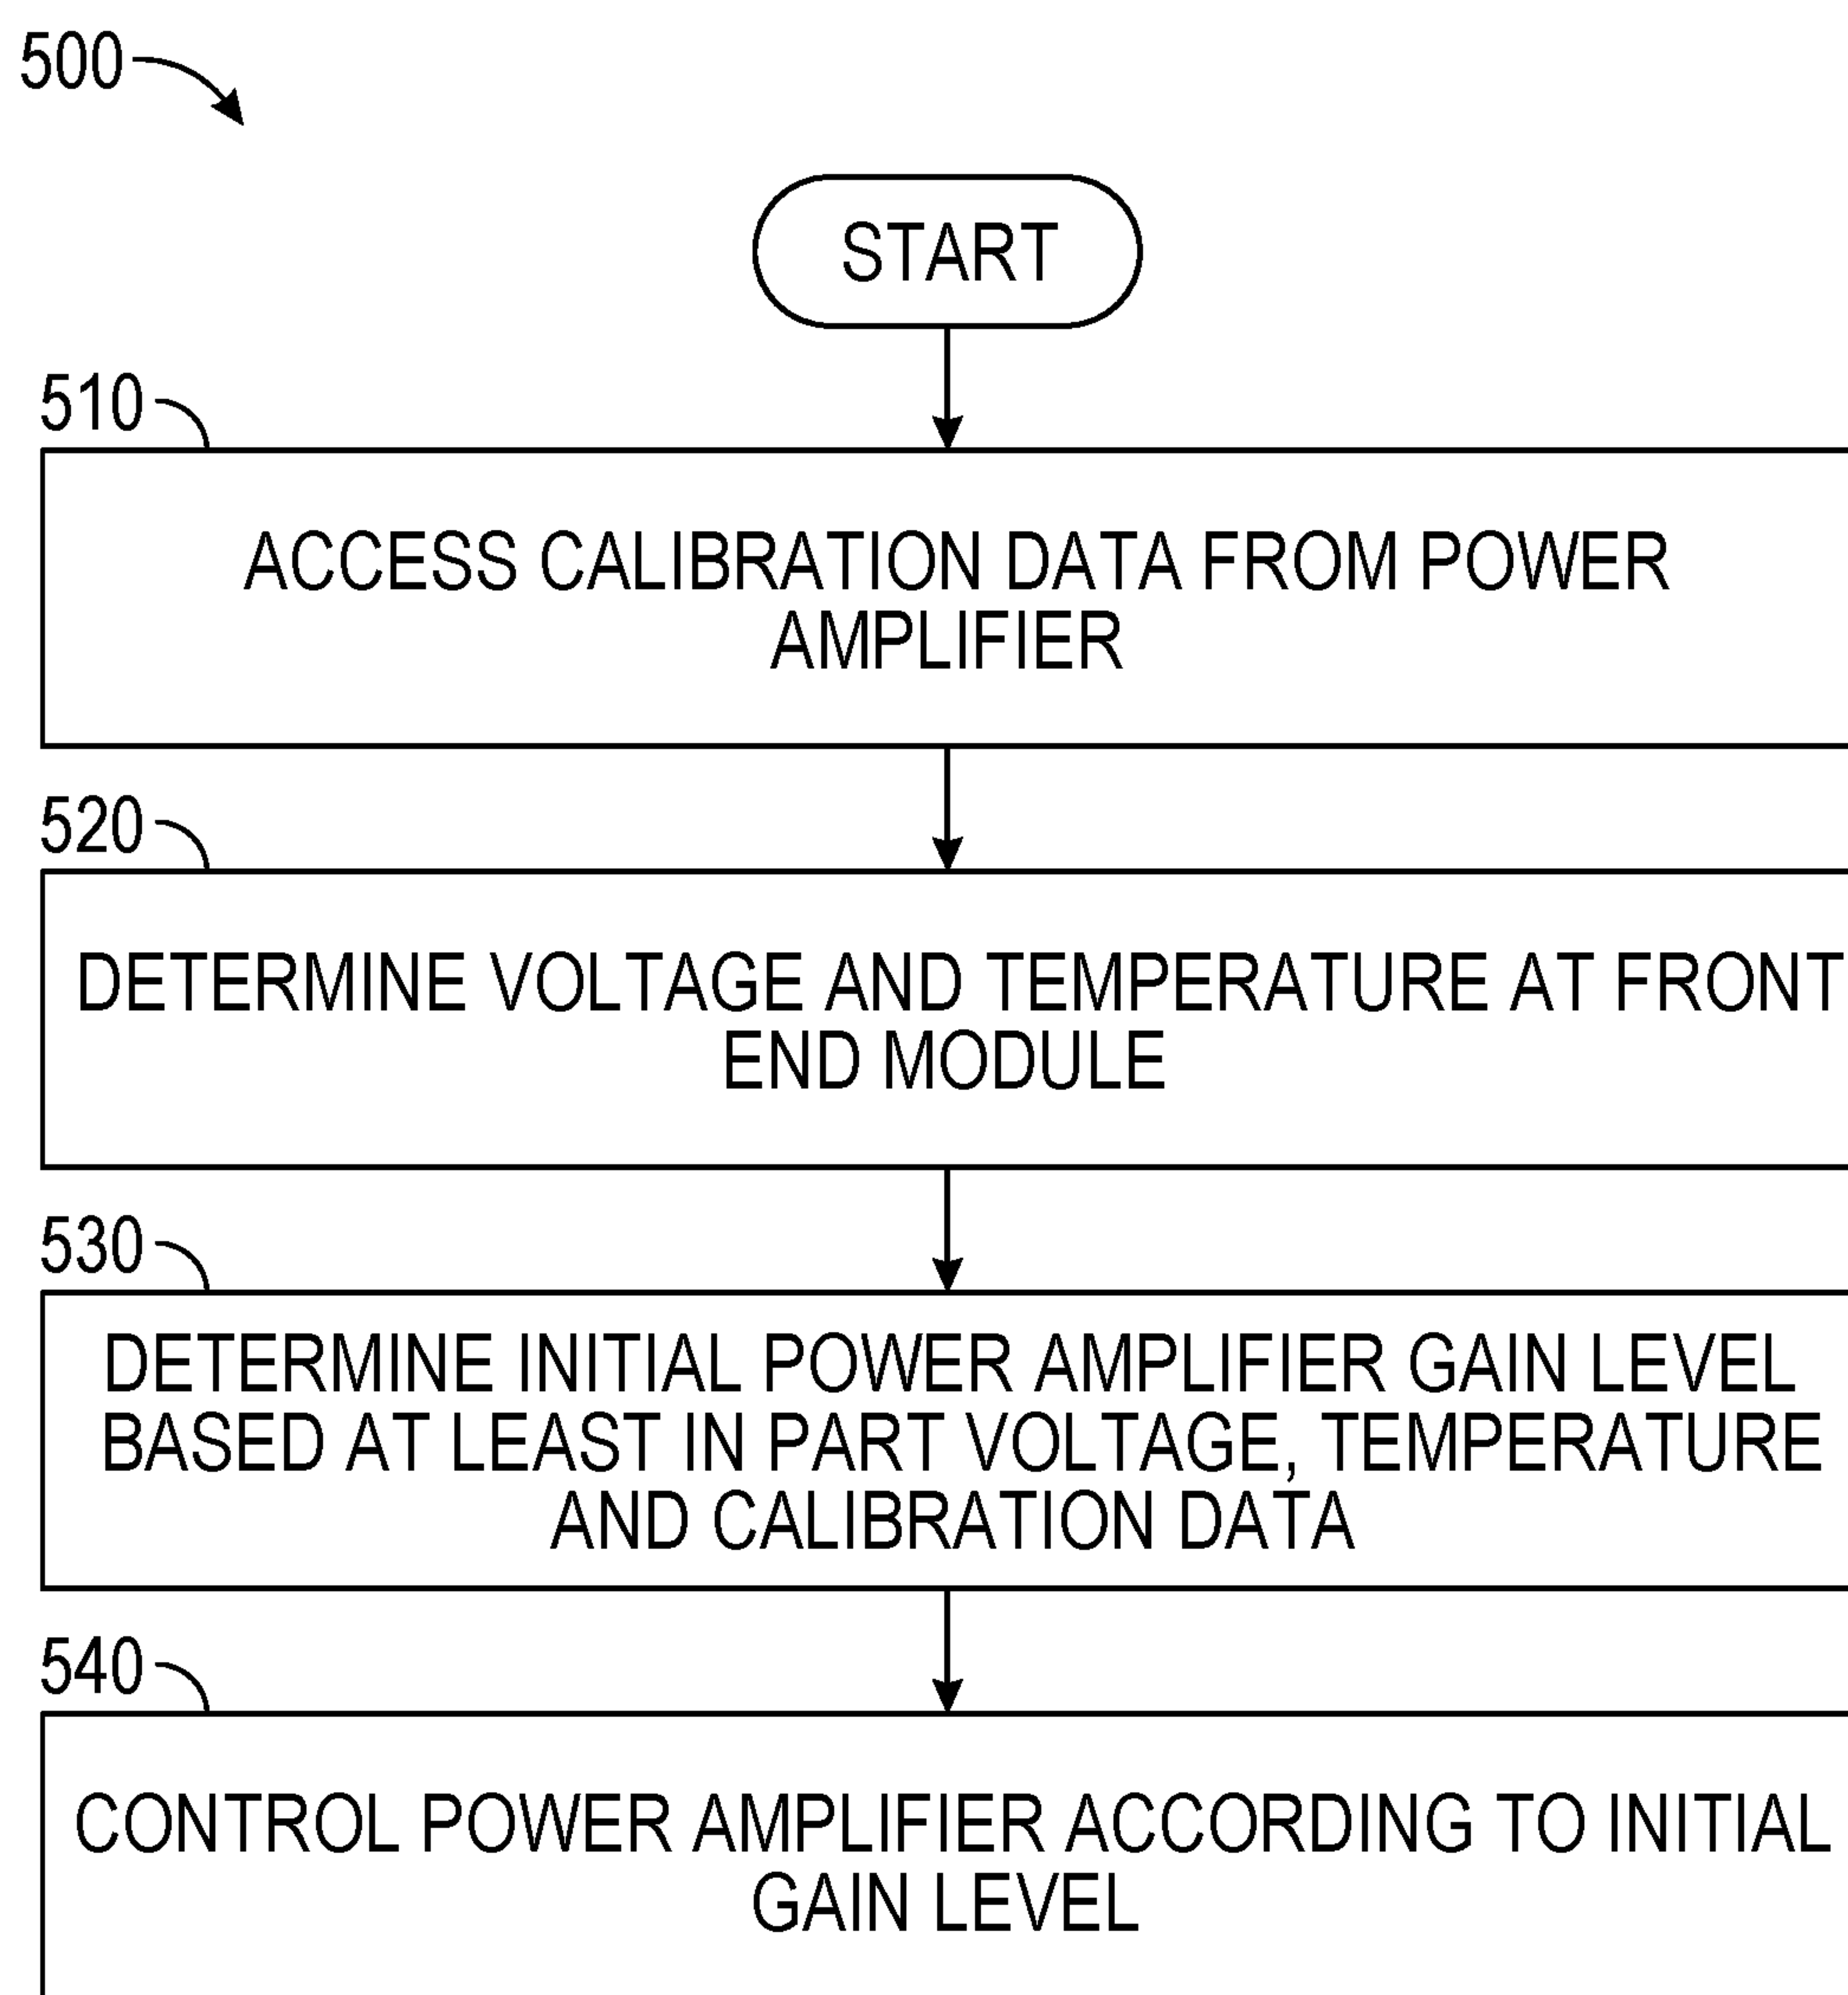 500
START
510
ACCESS CALIBRATION DATA FROM POWER
AMPLIFIER
520
DETERMINE VOLTAGE AND TEMPERATURE AT FRONT
END MODULE
530
DETERMINE INITIAL POWER AMPLIFIER GAIN LEVEL
BASED AT LEAST IN PART VOLTAGE, TEMPERATURE
AND CALIBRATION DATA
540
CONTROL POWER AMPLIFIER ACCORDING TO INITIAL
GAIN LEVEL